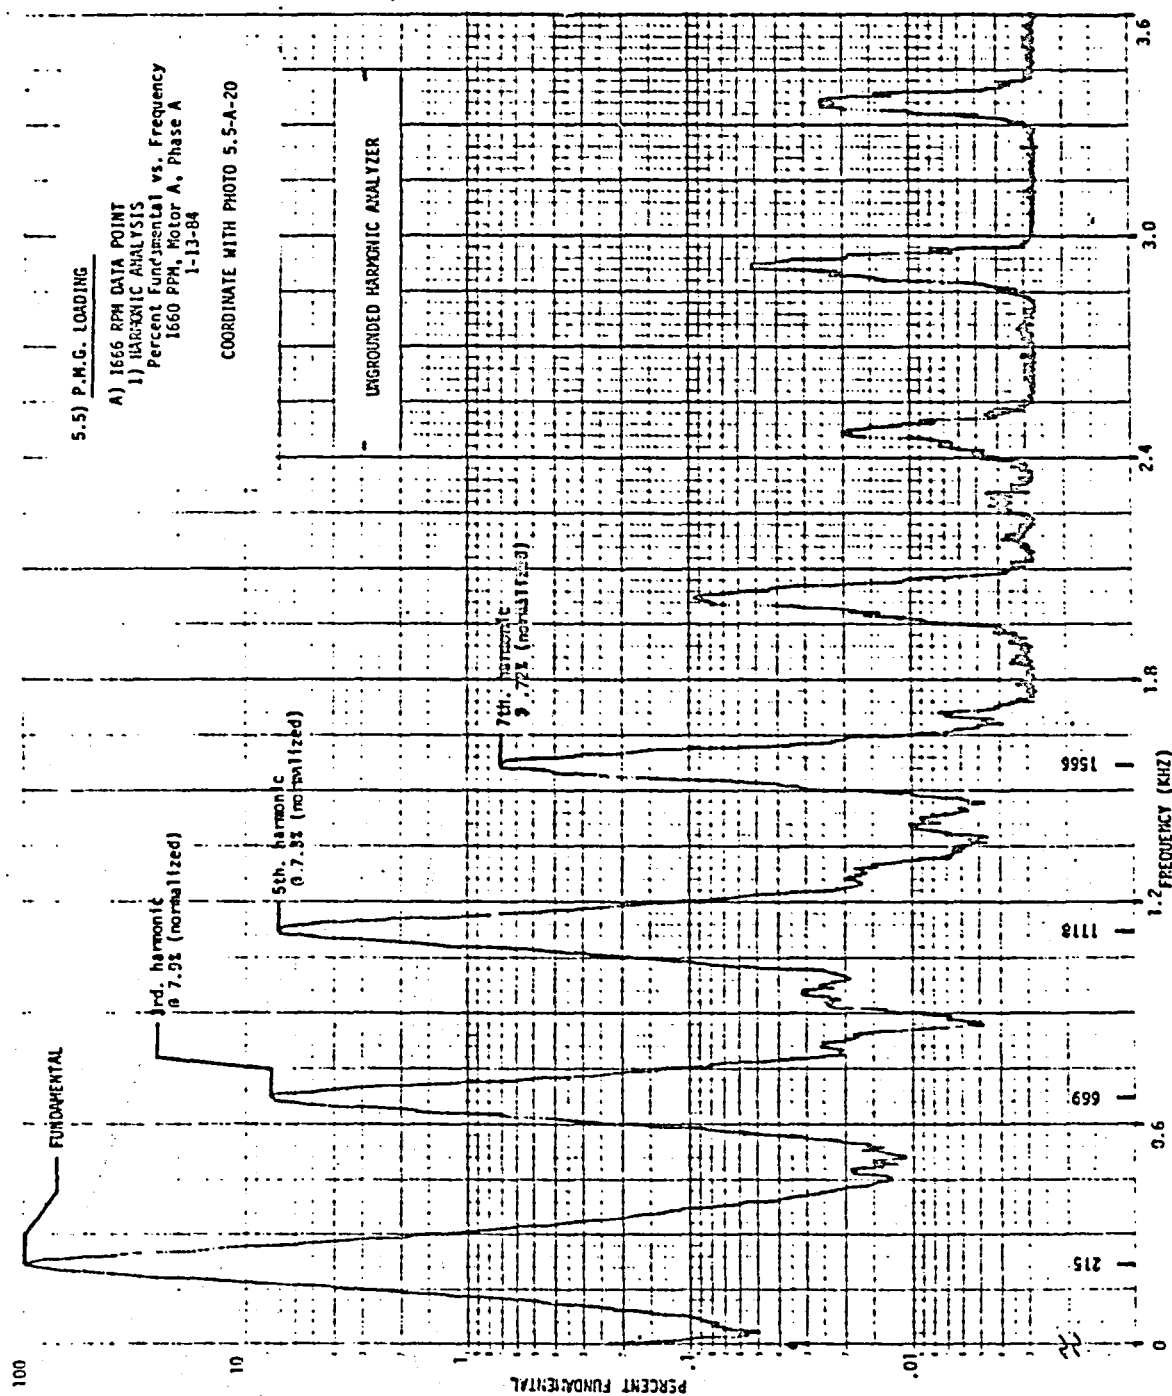 5.5) P.M.G. LOADING
A) 1666 RPM DATA POINT
1) HARMONIC ANALYSIS
Percent Fundimental vs. Frequency
1660 PPM, Motor A, Phase A
1-13-84
COORDINATE WITH PHOTO 5.5-A-20
UNGROUNDED HARMONIC ANALYZER
FUNDAMENTAL
3rd. harmonic
@ 7.9% (normalized)
5th. harmonic
@ 7.3% (normalized)
7th. harmonic
@ .72% (normalized)
PERCENT FUNDAMENTAL
100
10
1
.1
.01
215
669
1118
1566
0
0.6
1.2
1.8
2.4
3.0
3.6
FREQUENCY (KHZ)